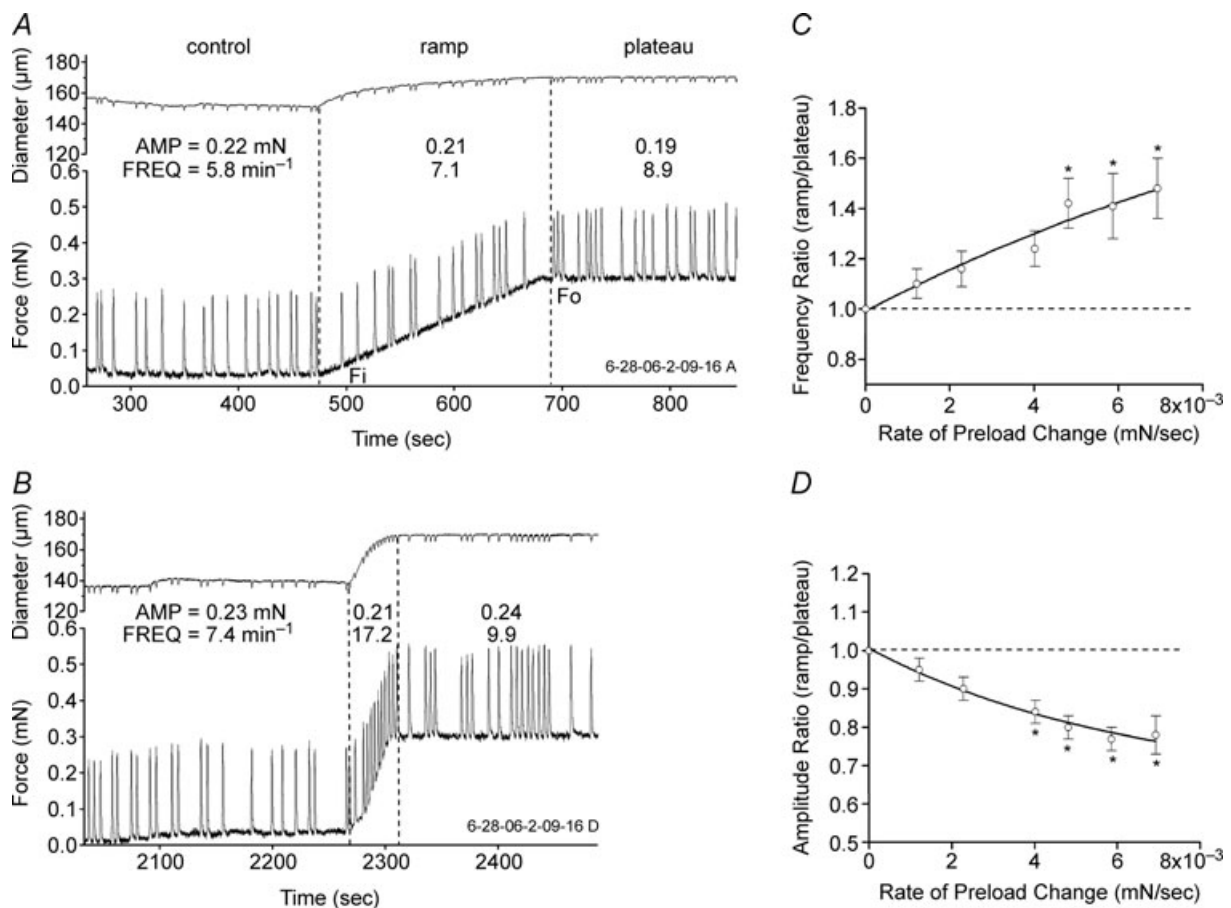 A
control ramp plateau
Diameter (µm)
180
160
140
120
AMP = 0.22 mN 0.21 0.19
FREQ = 5.8 min⁻¹ 7.1 8.9
Force (mN)
0.6
0.5
0.4
0.3
0.2
0.1
0.0
Fi
Fo
6-28-06-2-09-16 A
300 400 500 600 700 800
Time (sec)
B
Diameter (µm)
180
160
140
120
AMP = 0.23 mN 0.21 0.24
FREQ = 7.4 min⁻¹ 17.2 9.9
Force (mN)
0.6
0.5
0.4
0.3
0.2
0.1
0.0
6-28-06-2-09-16 D
2100 2200 2300 2400
Time (sec)
C
Frequency Ratio (ramp/plateau)
1.8
1.6
1.4
1.2
1.0
0.8
* * *
0 2 4 6 8x10⁻³
Rate of Preload Change (mN/sec)
D
Amplitude Ratio (ramp/plateau)
1.2
1.1
1.0
0.9
0.8
0.7
0.6
0.5
* * * *
0 2 4 6 8x10⁻³
Rate of Preload Change (mN/sec)